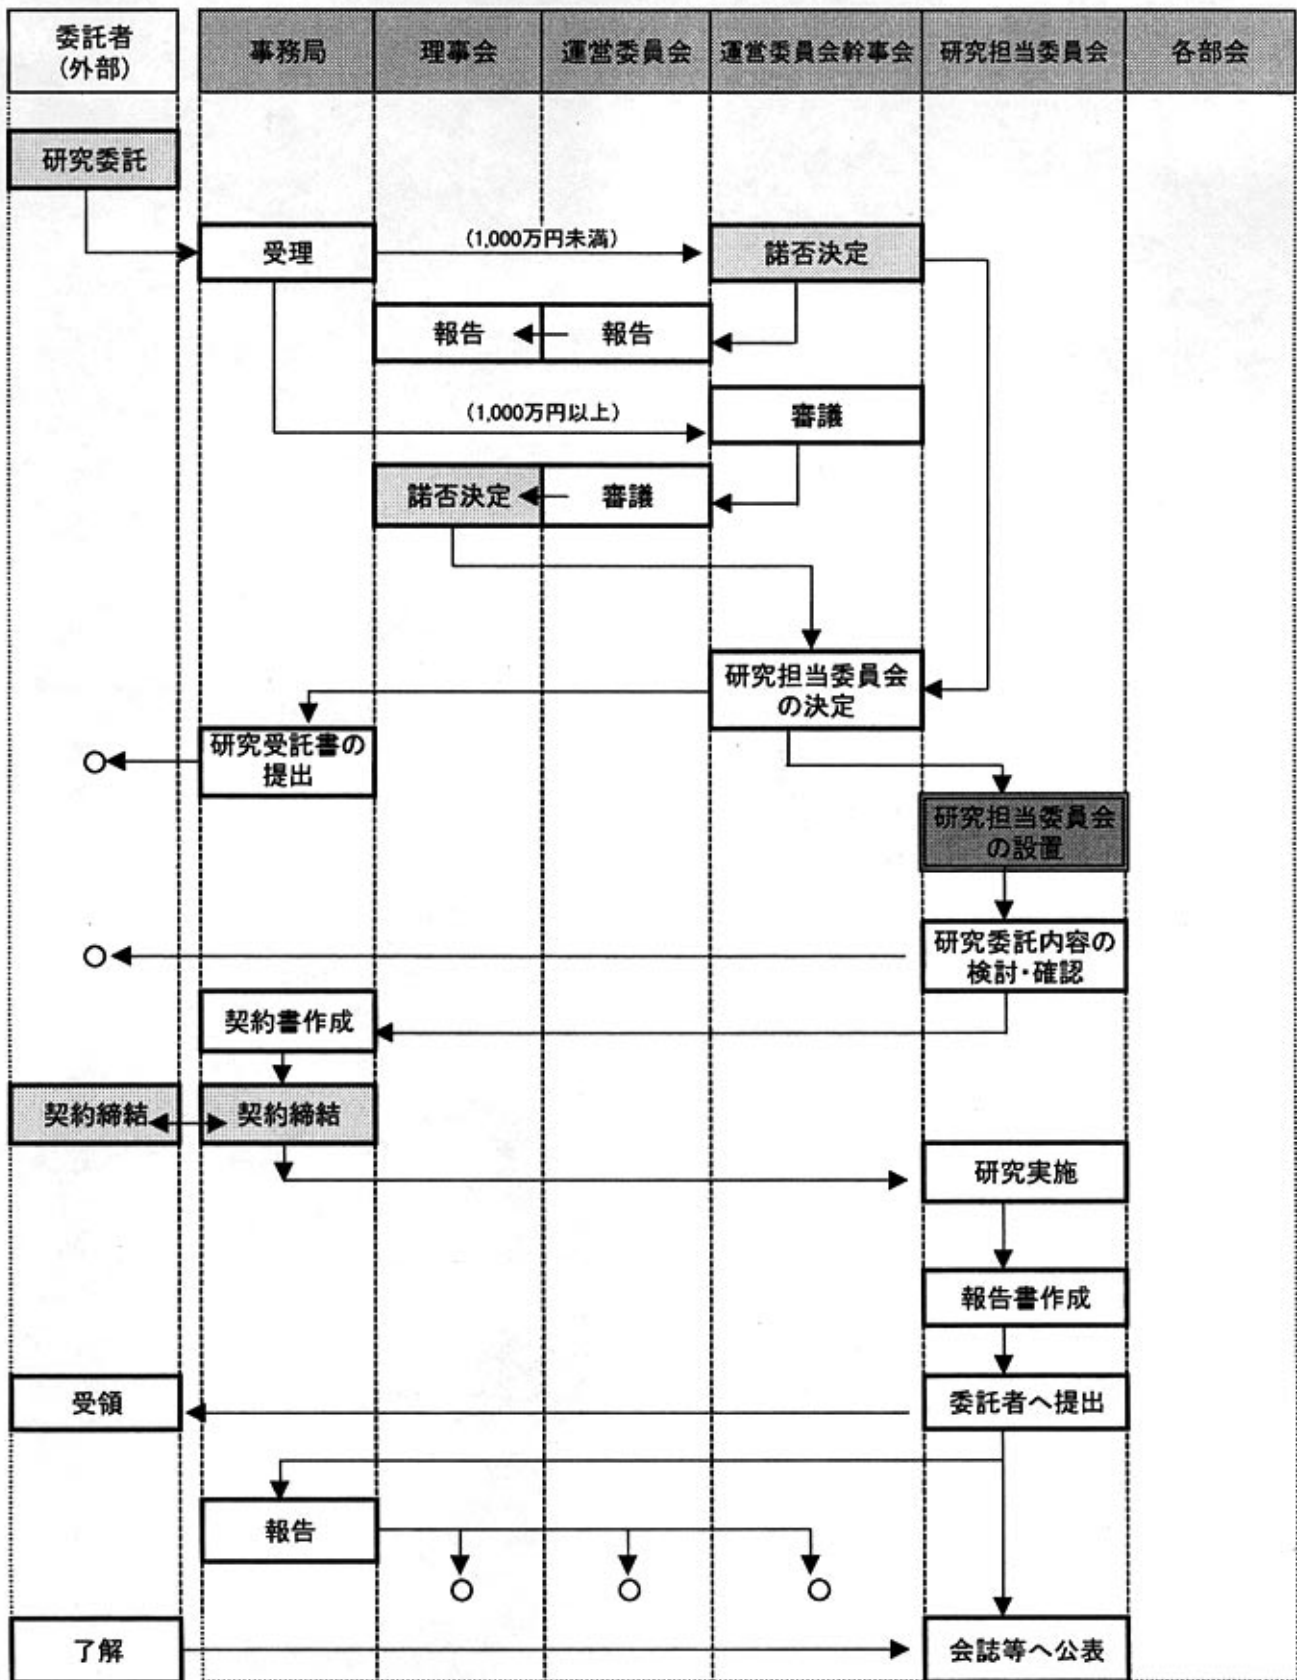 委託者
(外部)
事務局
理事会
運営委員会
運営委員会幹事会
研究担当委員会
各部会
研究委託
受理
(1,000万円未満)
諾否決定
報告
報告
(1,000万円以上)
審議
諾否決定
審議
研究担当委員会
の決定
研究受託書の
提出
研究担当委員会
の設置
研究委託内容の
検討・確認
契約書作成
契約締結
契約締結
研究実施
報告書作成
受領
委託者へ提出
報告
了解
会誌等へ公表